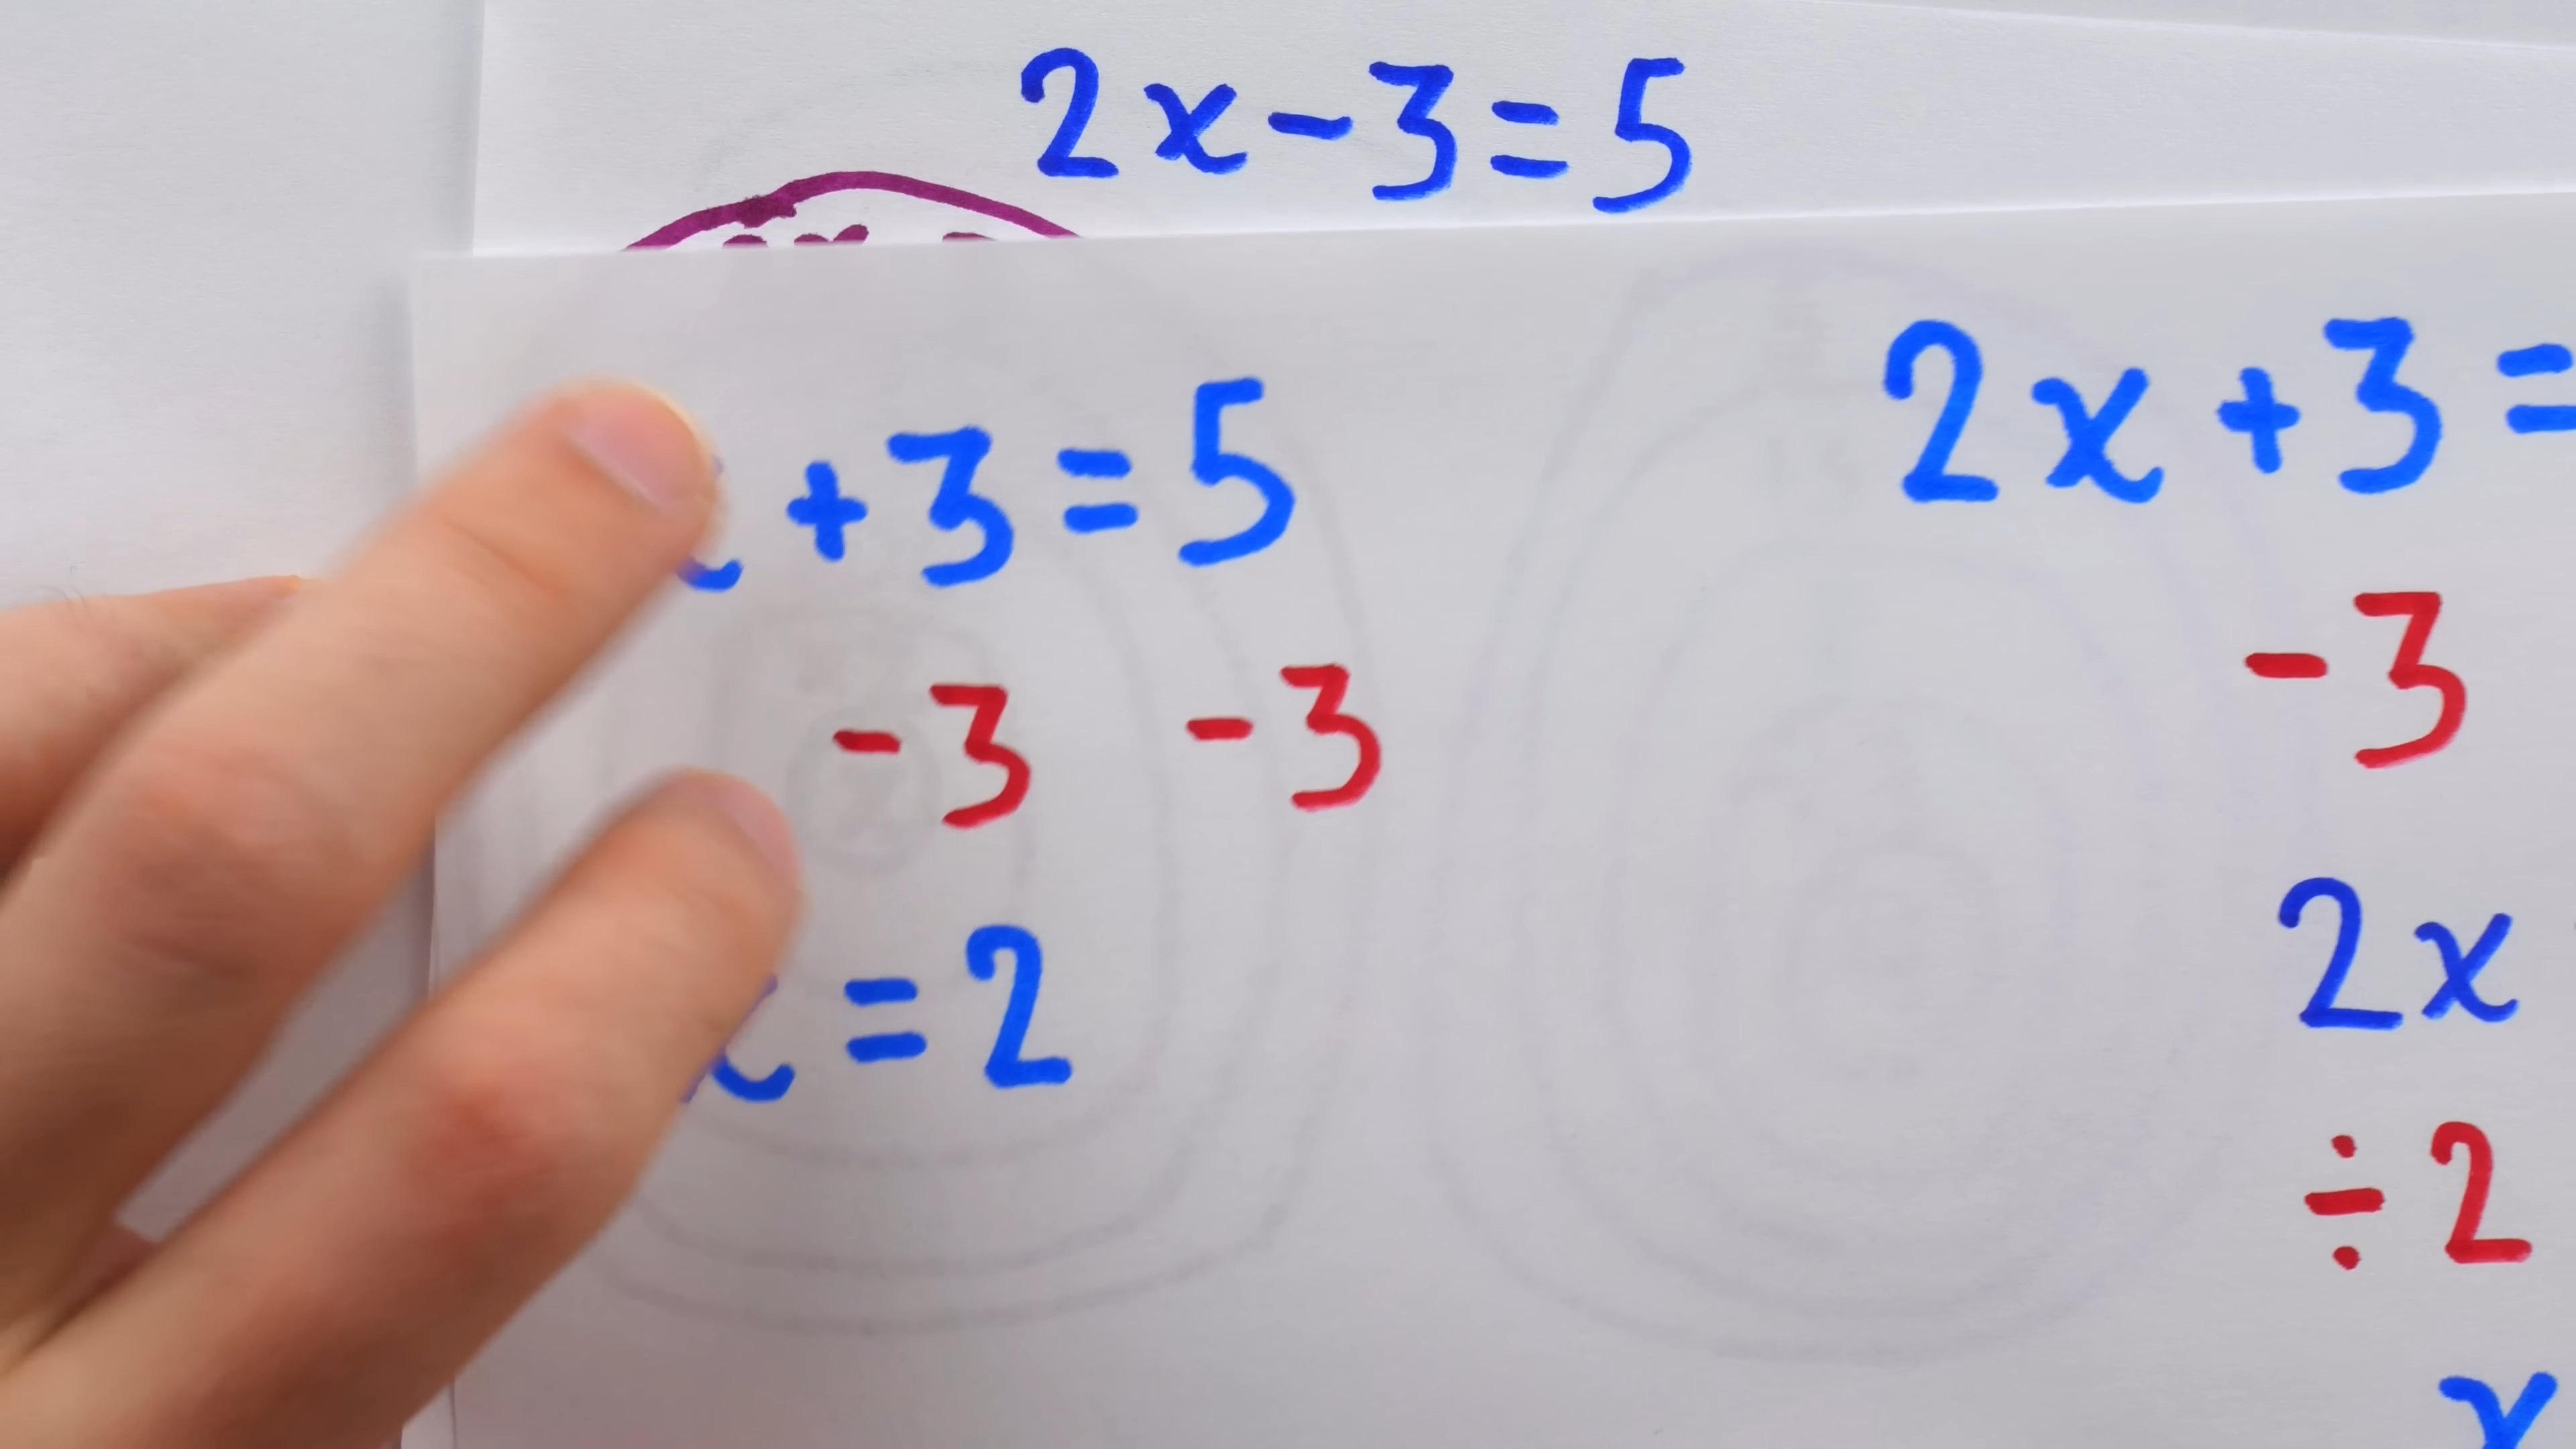 2x-3=5
x+3=5
-3 -3
x=2
2x+3=
-3
2x
÷2
x